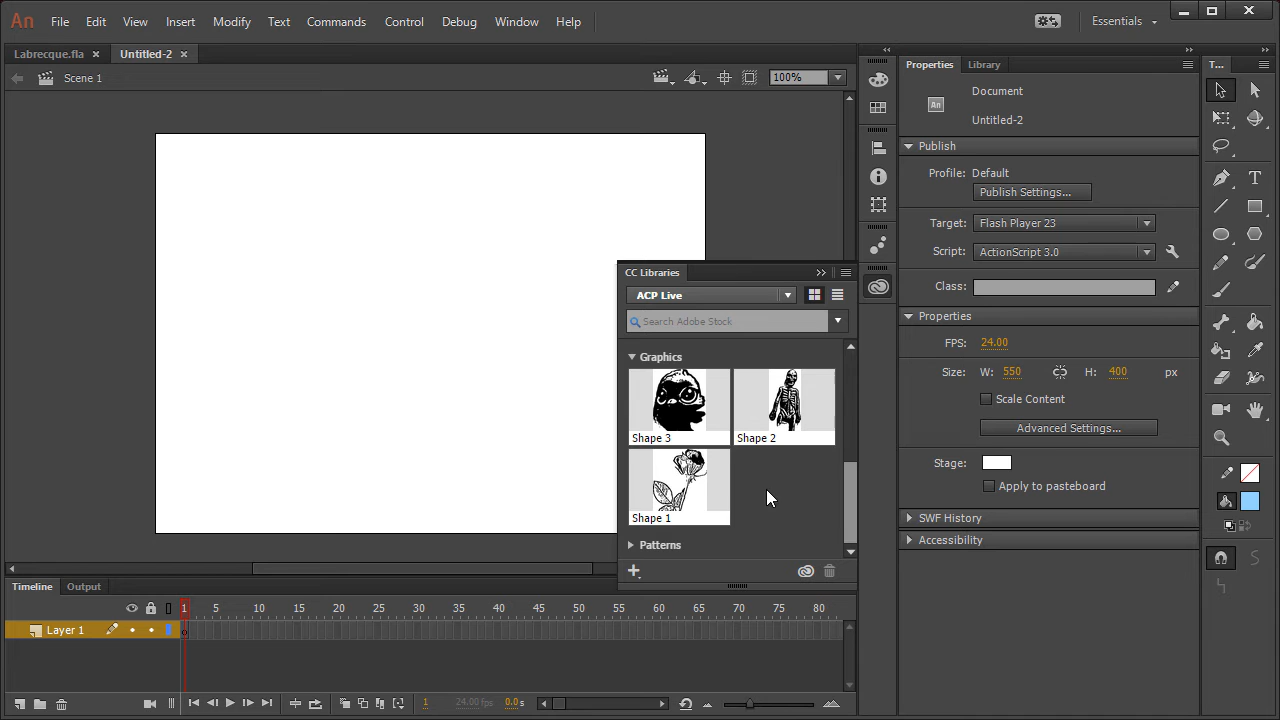 An File Edit View Insert Modify Text Commands Control Debug Window Help Essentials
Labrecque.fla Untitled-2
Scene 1 100%
CC Libraries
ACP Live
Search Adobe Stock
Graphics
Shape 3 Shape 2
Shape 1
Patterns
Properties Library
An Document
Untitled-2
Publish
Profile: Default
Publish Settings...
Target: Flash Player 23
Script: ActionScript 3.0
Class:
Properties
FPS: 24.00
Size: W: 550 H: 400 px
Scale Content
Advanced Settings...
Stage:
Apply to pasteboard
SWF History
Accessibility
T...
T
Timeline Output
1 5 10 15 20 25 30 35 40 45 50 55 60 65 70 75 80
Layer 1
1 24.00 fps 0.0 s